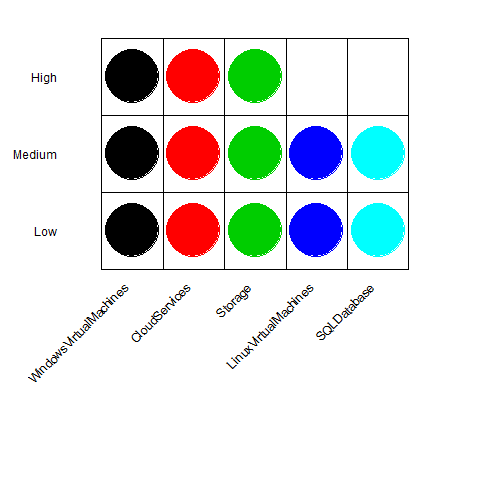 High
Medium
Low
WindowsVirtualMachines
CloudServices
Storage
LinuxVirtualMachines
SQLDatabase